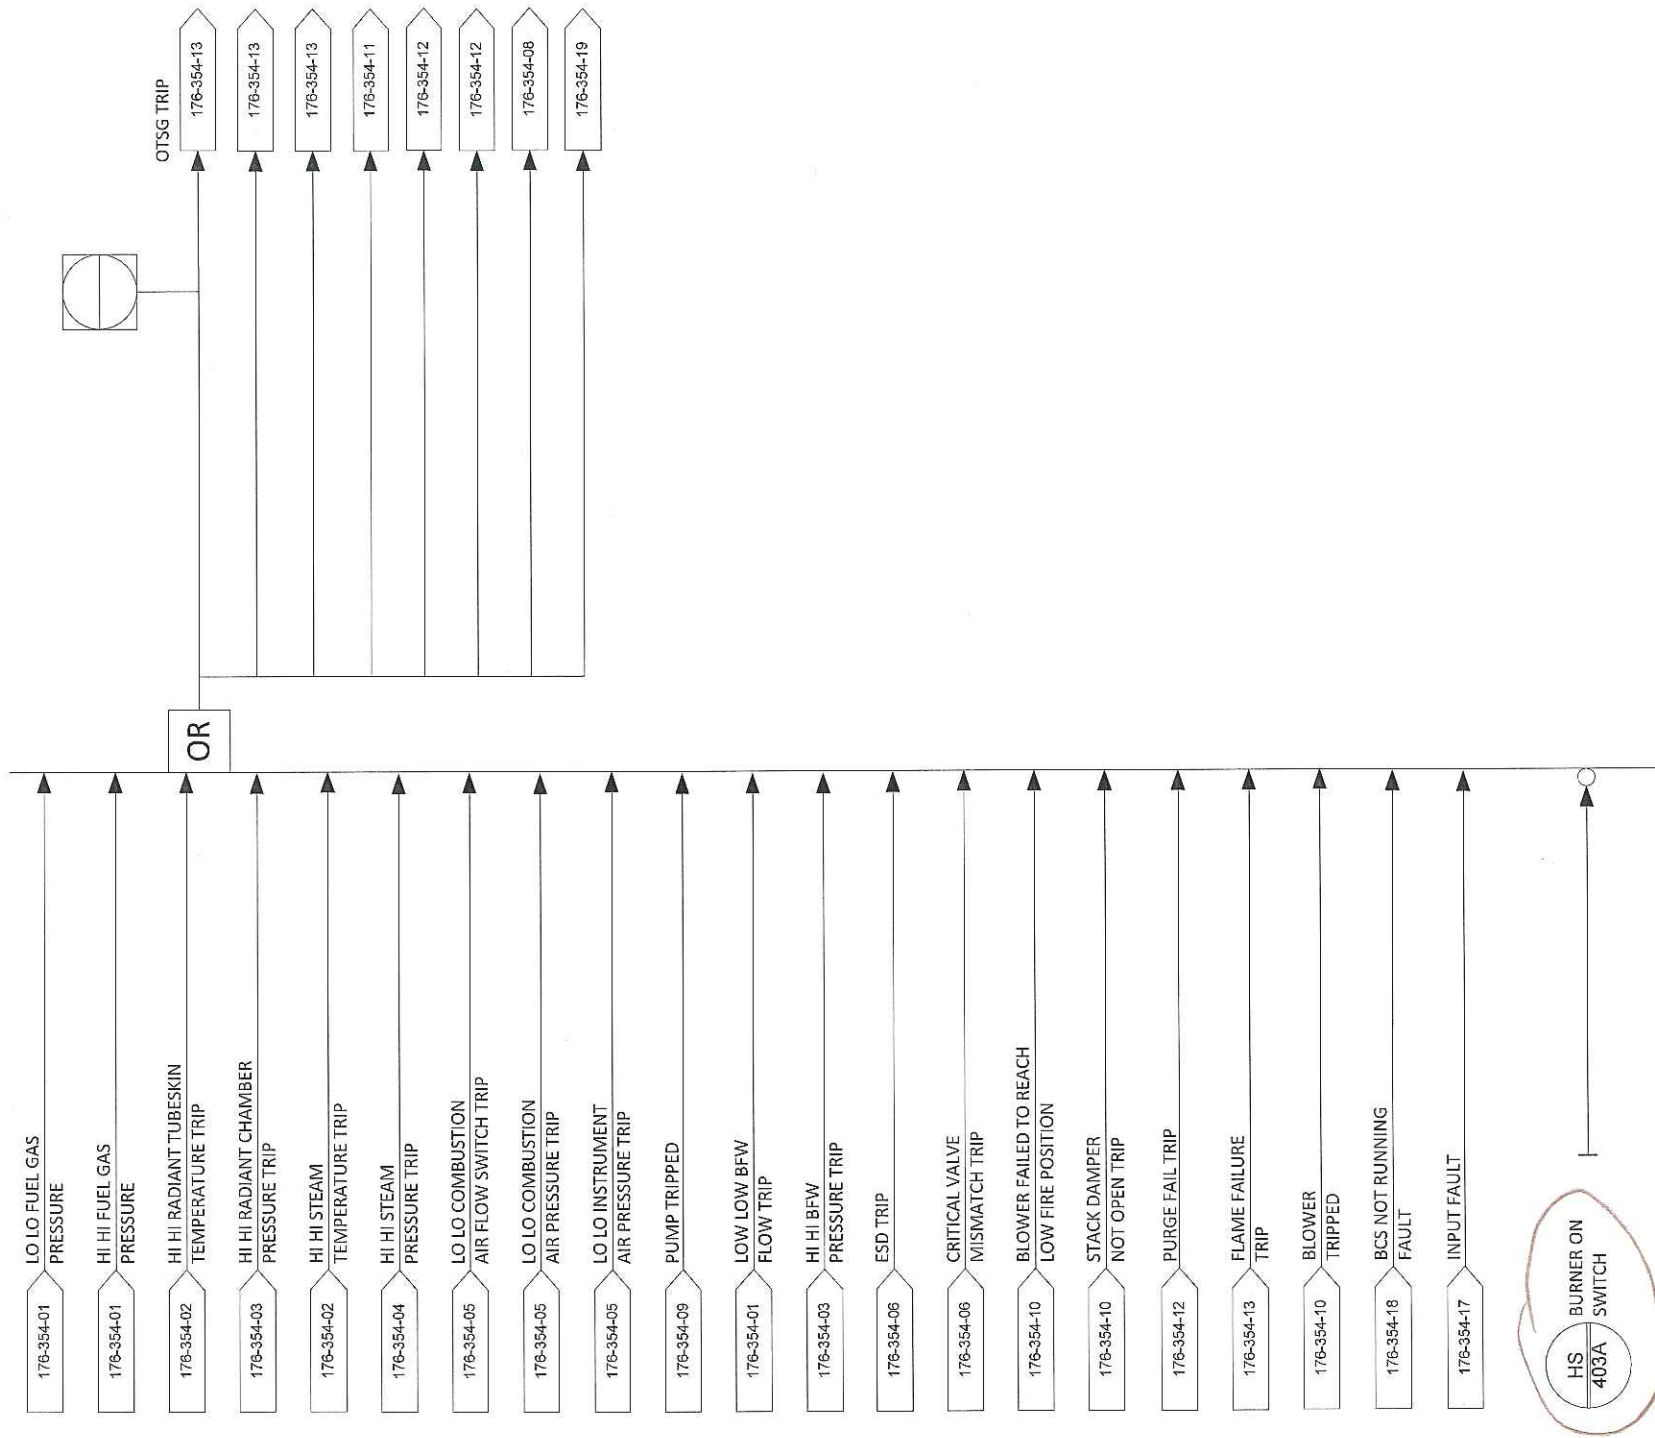 176-354-01
LO LO FRUEL GAS
PRESSURE
176-354-01
HI HI FUEL GAS
PRESSURE
176-354-02
HI HI RADIANT TUBESKIN
TEMPERATURE TRIP
176-354-03
HI HI RADIANT CHAMBER
PRESSURE TRIP
176-354-02
HI HI STEAM
TEMPERATURE TRIP
176-354-04
HI HI STEAM
PRESSURE TRIP
176-354-05
LO LO COMBUSTION
AIR FLOW SWITCH TRIP
176-354-05
LO LO COMBUSTION
AIR PRESSURE TRIP
176-354-05
LO LO INSTRUMENT
AIR PRESSURE TRIP
176-354-09
PUMP TRIPPED
176-354-01
LOW LOW BFW
FLOW TRIP
176-354-03
HI HI BFW
PRESSURE TRIP
176-354-06
ESD TRIP
176-354-06
CRITICAL VALVE
MISMATCH TRIP
176-354-10
BLOWER FAILED TO REACH
LOW FIRE POSITION
176-354-10
STACK DAMPER
NOT OPEN TRIP
176-354-12
PURGE FAIL TRIP
176-354-13
FLAME FAILURE
TRIP
176-354-10
BLOWER
TRIPPED
176-354-18
BCS NOT RUNNING
FAULT
176-354-17
INPUT FAULT
HS
403A
BURNER ON
SWITCH
OR
OTSG TRIP
176-354-13
176-354-13
176-354-13
176-354-11
176-354-12
176-354-12
176-354-08
176-354-19